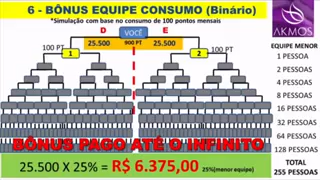 6 - BÔNUS EQUIPE CONSUMO (Binário)
*Simulação com base no consumo de 100 pontos mensais
AKMOS
D
VOCÊ
E
25.500
900 PT
25.500
100 PT
1
2
100 PT
EQUIPE MENOR
1 PESSOA
2 PESSOAS
4 PESSOAS
8 PESSOAS
16 PESSOAS
32 PESSOAS
64 PESSOAS
128 PESSOAS
BÔNUS PAGO ATÉ O INFINITO
25.500 X 25% = R$ 6.375,00 25%(menor equipe)
TOTAL
255 PESSOAS